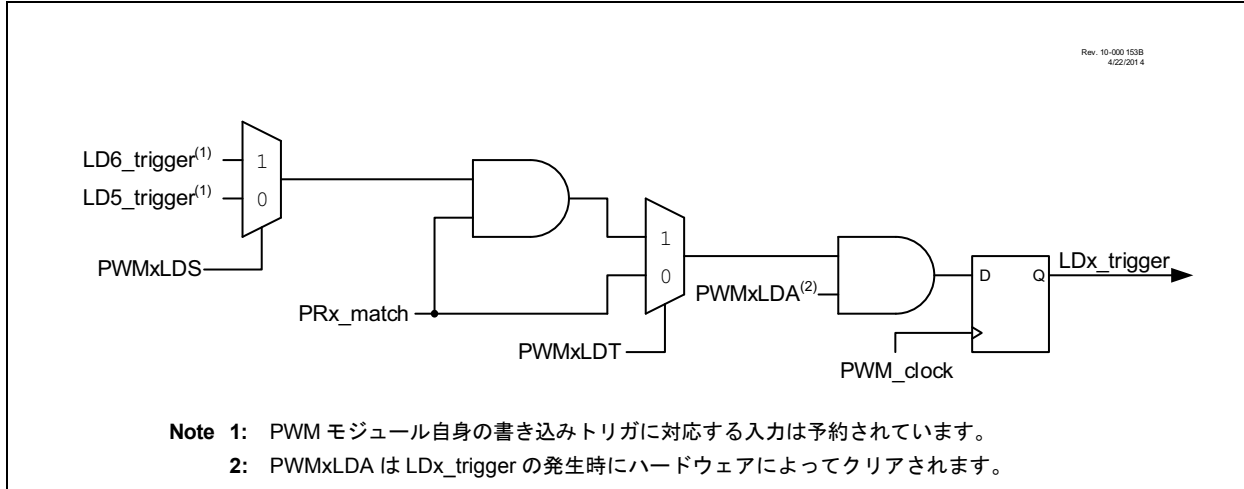 Rev. 10-000 153B
4/22/201 4
LD6_trigger(1)
1
LD5_trigger(1)
0
PWMxLDS
1
0
PRx_match
PWMxLDT
PWMxLDA(2)
D
Q
LDx_trigger
PWM_clock
Note 1: PWM モジュール自身の書き込みトリガに対応する入力は予約されています。
2: PWMxLDA は LDx_trigger の発生時にハードウェアによってクリアされます。